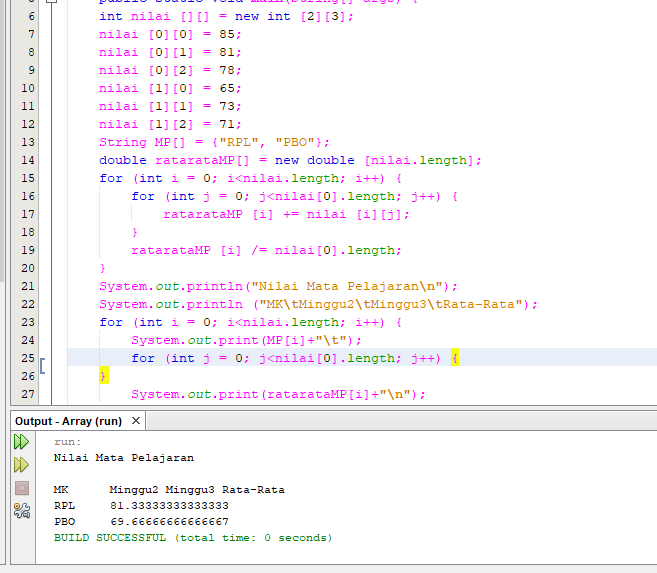 public static void main(String[] args) {
6 int nilai [][] = new int [2][3];
7 nilai [0][0] = 85;
8 nilai [0][1] = 81;
9 nilai [0][2] = 78;
10 nilai [1][0] = 65;
11 nilai [1][1] = 73;
12 nilai [1][2] = 71;
13 String MP[] = {"RPL", "PBO"};
14 double ratarataMP[] = new double [nilai.length];
15 for (int i = 0; i<nilai.length; i++) {
16 for (int j = 0; j<nilai[0].length; j++) {
17 ratarataMP [i] += nilai [i][j];
18 }
19 ratarataMP [i] /= nilai[0].length;
20 }
21 System.out.println("Nilai Mata Pelajaran\n");
22 System.out.println ("MK\tMinggu2\tMinggu3\tRata-Rata");
23 for (int i = 0; i<nilai.length; i++) {
24 System.out.print(MP[i]+"\t");
25 for (int j = 0; j<nilai[0].length; j++) {
26 }
27 System.out.print(ratarataMP[i]+"\n");
Output - Array (run) ×
run:
Nilai Mata Pelajaran
MK Minggu2 Minggu3 Rata-Rata
RPL 81.33333333333333
PBO 69.66666666666667
BUILD SUCCESSFUL (total time: 0 seconds)